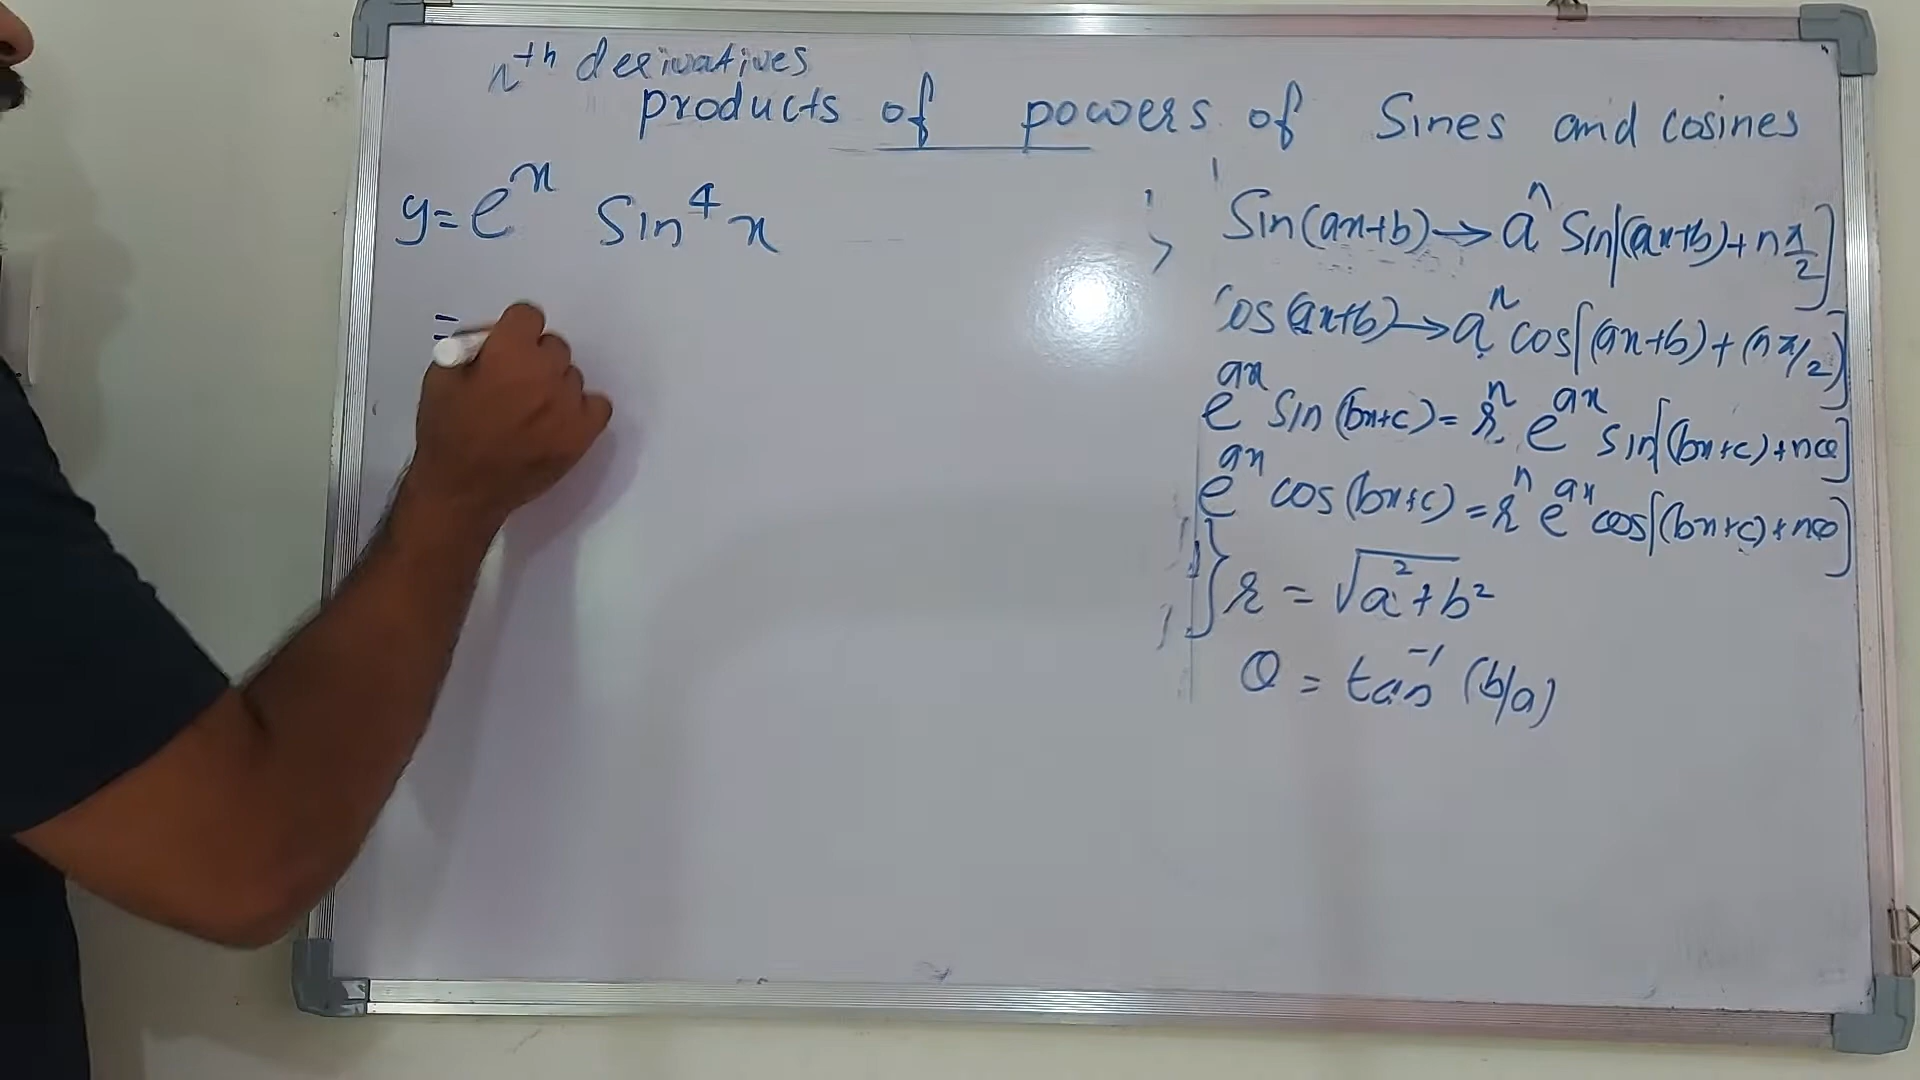 nth derivatives
products of powers of Sines and cosines
y = e^x Sin^4 x
=
Sin(ax+b) → a^n Sin[(ax+b)+nπ/2]
cos(ax+b) → a^n cos[(ax+b)+(nπ/2)]
e^ax Sin(bx+c) = r^n e^ax sin[(bx+c)+nθ]
e^ax cos(bx+c) = r^n e^ax cos[(bx+c)+nθ]
r = √(a²+b²)
θ = tan^-1 (b/a)